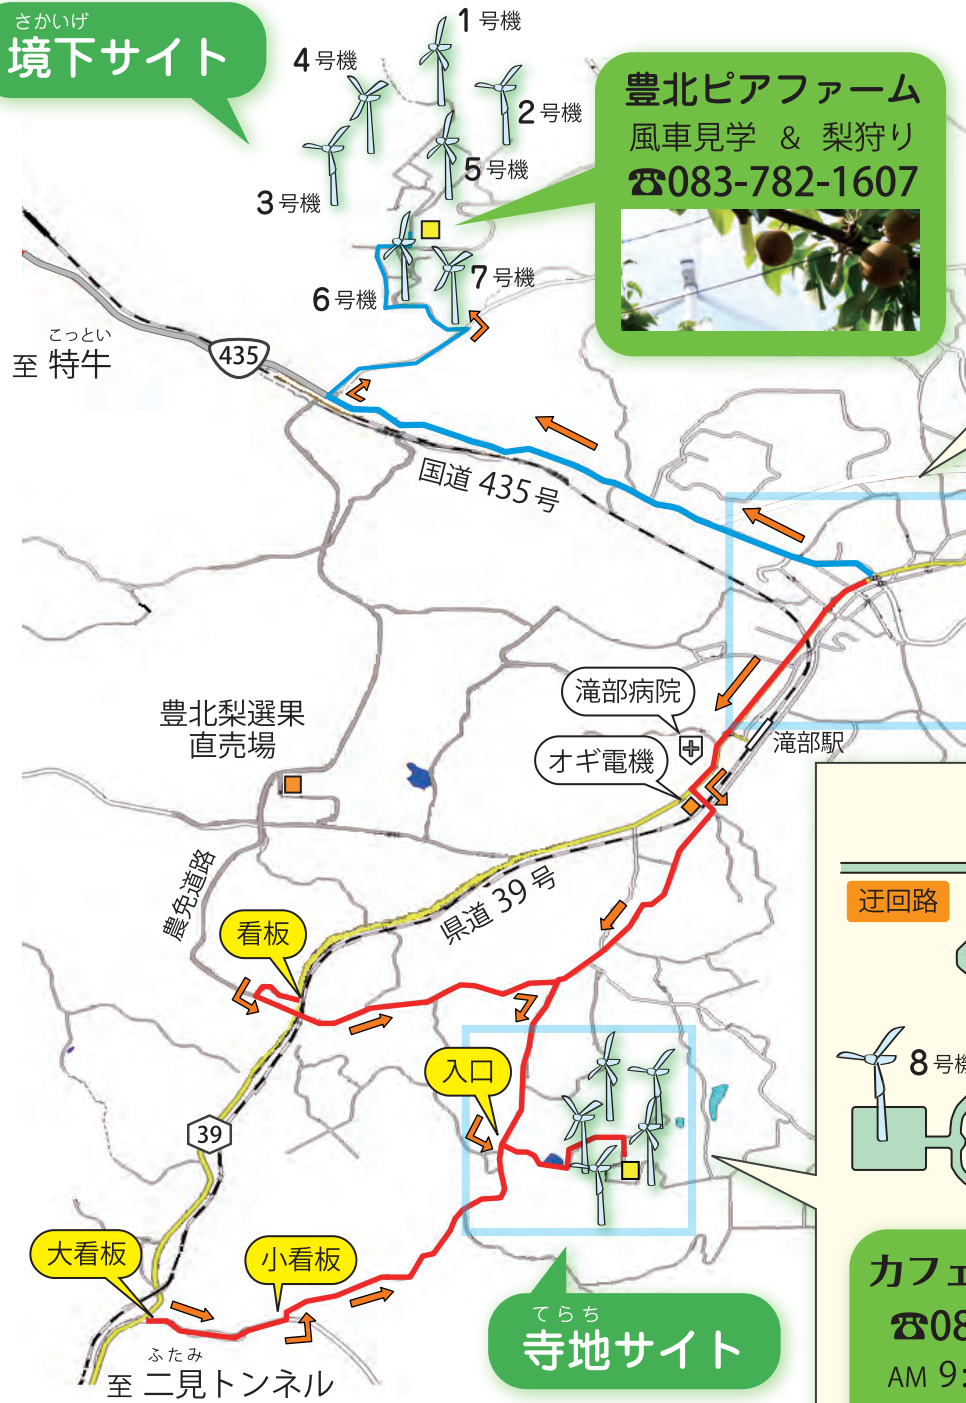 さかいげ
境下サイト
1号機
4号機
2号機
5号機
3号機
6号機
7号機
豊北ピアファーム
風車見学 & 梨狩り
☎083-782-1607
こっとい
至 特牛
435
国道 435号
豊北梨選果
直売場
滝部病院
オギ電機
滝部駅
農免道路
県道 39号
看板
迂回路
入口
8号機
39
大看板
小看板
ふたみ
至 二見トンネル
てらち
寺地サイト
カフェ
☎08
AM 9: